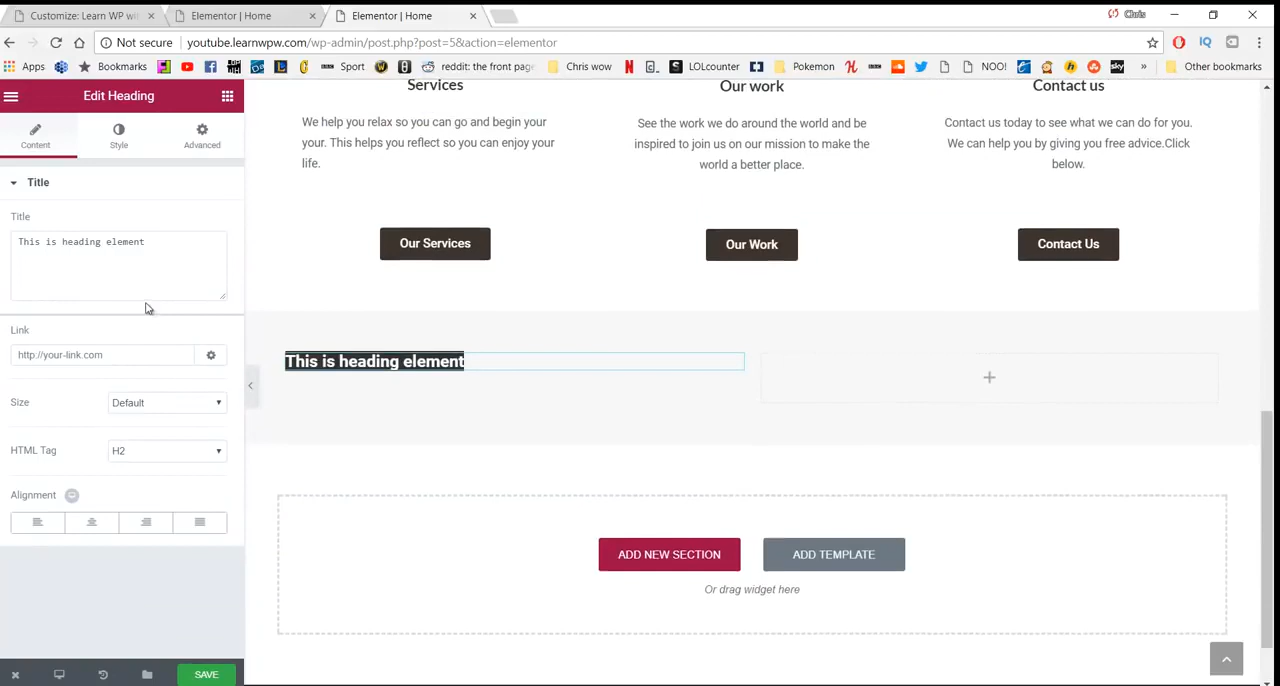 Customize: Learn WP wi
Elementor | Home
Elementor | Home
Chris
Not secure
youtube.learnwpw.com/wp-admin/post.php?post=5&action=elementor
Apps
Bookmarks
Sport
reddit: the front page
Chris wow
LOLcounter
Pokemon
NOO!
sky
»
Other bookmarks
Edit Heading
Content
Style
Advanced
Title
Title
This is heading element
Link
http://your-link.com
Size
Default
HTML Tag
H2
Alignment
SAVE
Services
We help you relax so you can go and begin your
your. This helps you reflect so you can enjoy your
life.
Our Services
Our work
See the work we do around the world and be
inspired to join us on our mission to make the
world a better place.
Our Work
Contact us
Contact us today to see what we can do for you.
We can help you by giving you free advice.Click
below.
Contact Us
This is heading element
ADD NEW SECTION
ADD TEMPLATE
Or drag widget here